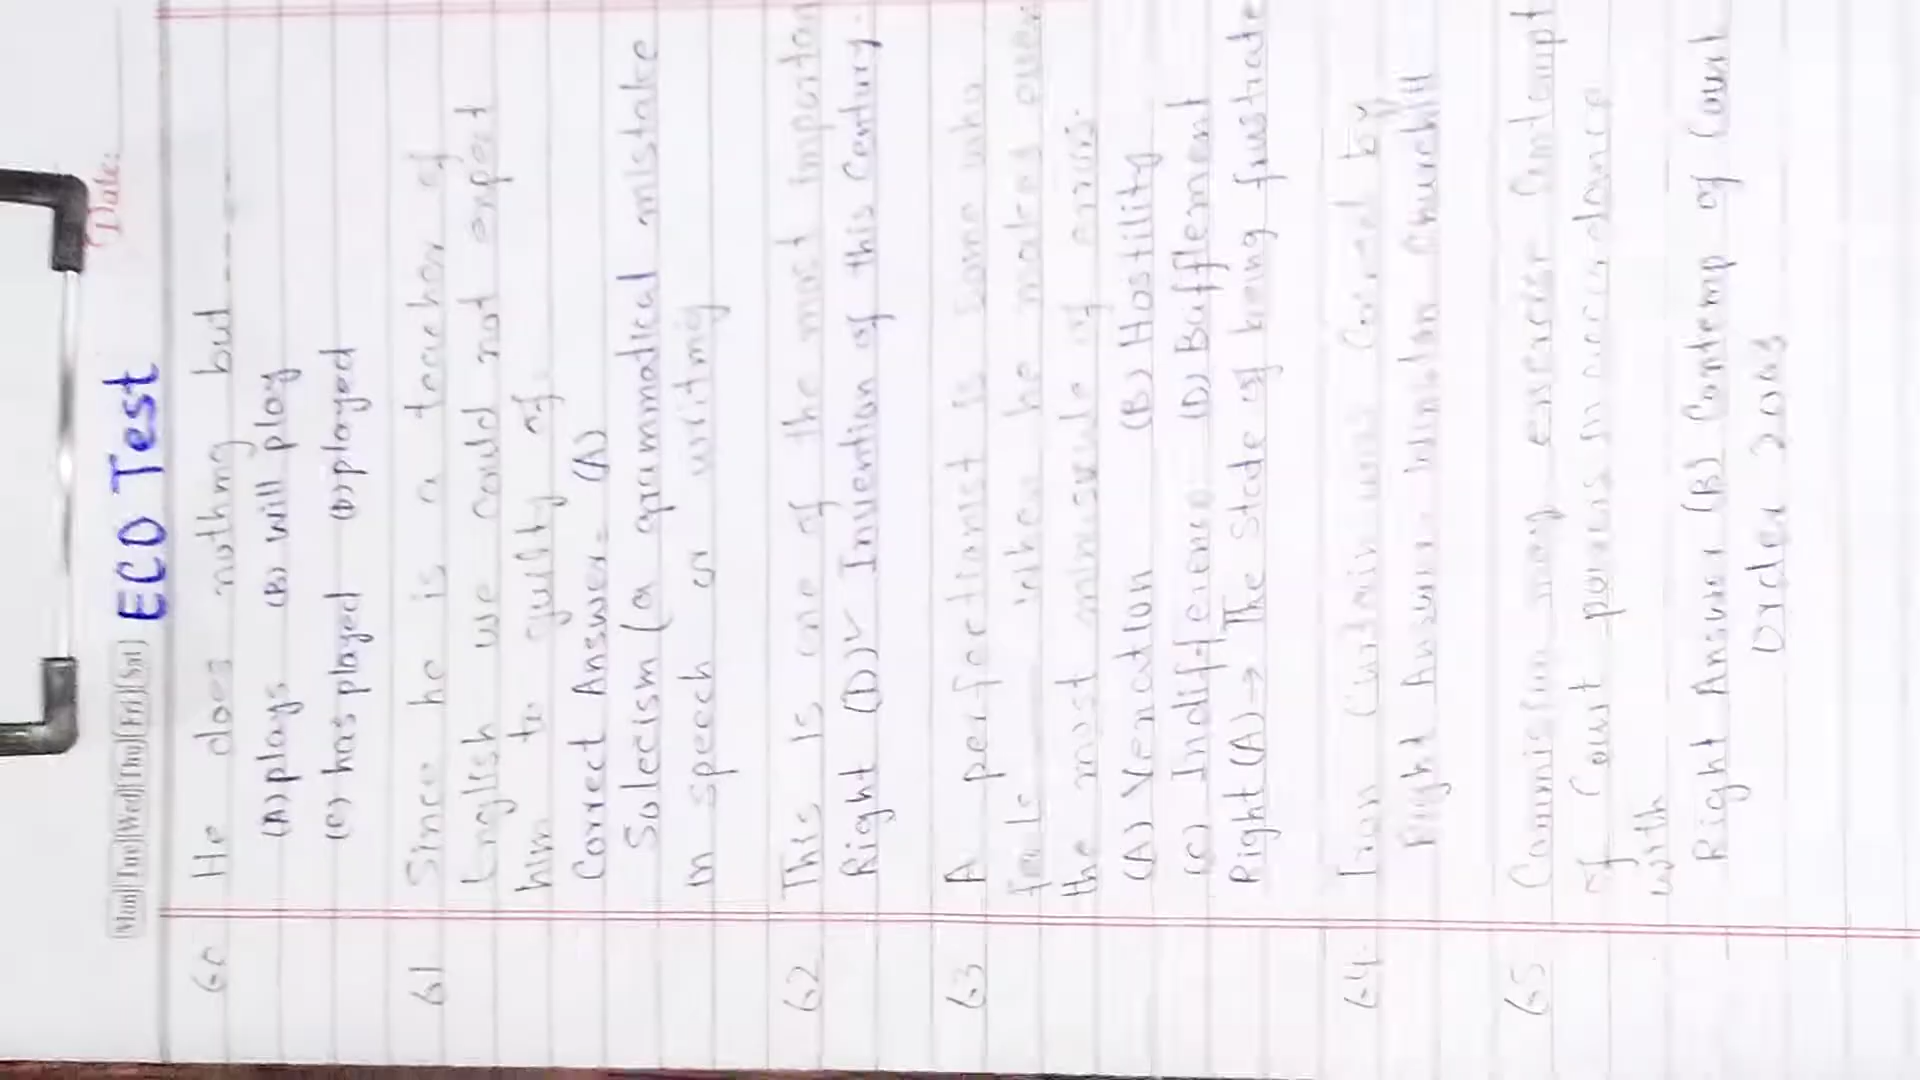 Mon Tue Wed Thu Fri Sat
Date:
ECO Test
60 He does nothing but ----
(A) plays (B) will play
(C) has played (D) played
61 Since he is a teacher of
English we could not expect
him to guilty of.
Correct Answer= (A)
Solecism (a grammatical mistake
in speech or writing
62 This is one of the most importan
Right (D) Invention of this Century.
63 A perfectionist is some who
feels when he makes even
the most minuscule of errors.
(A) Vexation (B) Hostility
(C) Indifference (D) Bafflement
Right (A) → The State of being frustrate
64 Iron Curtain was Coined by
Right Answer Winston Churchill
65 Commission may exercise Contempt
of Court powers in accordance
with
Right Answer (B) Contemp of Court
Order 2003